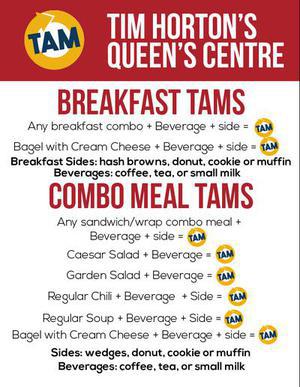 TAM
TIM HORTON'S
QUEEN'S CENTRE
BREAKFAST TAMS
Any breakfast combo + Beverage + side = TAM
Bagel with Cream Cheese + Beverage + side = TAM
Breakfast Sides: hash browns, donut, cookie or muffin
Beverages: coffee, tea, or small milk
COMBO MEAL TAMS
Any sandwich/wrap combo meal +
Beverage + side = TAM
Caesar Salad + Beverage = TAM
Garden Salad + Beverage = TAM
Regular Chili + Beverage + Side = TAM
Regular Soup + Beverage + Side = TAM
Bagel with Cream Cheese + Beverage + side = TAM
Sides: wedges, donut, cookie or muffin
Beverages: coffee, tea, or small milk